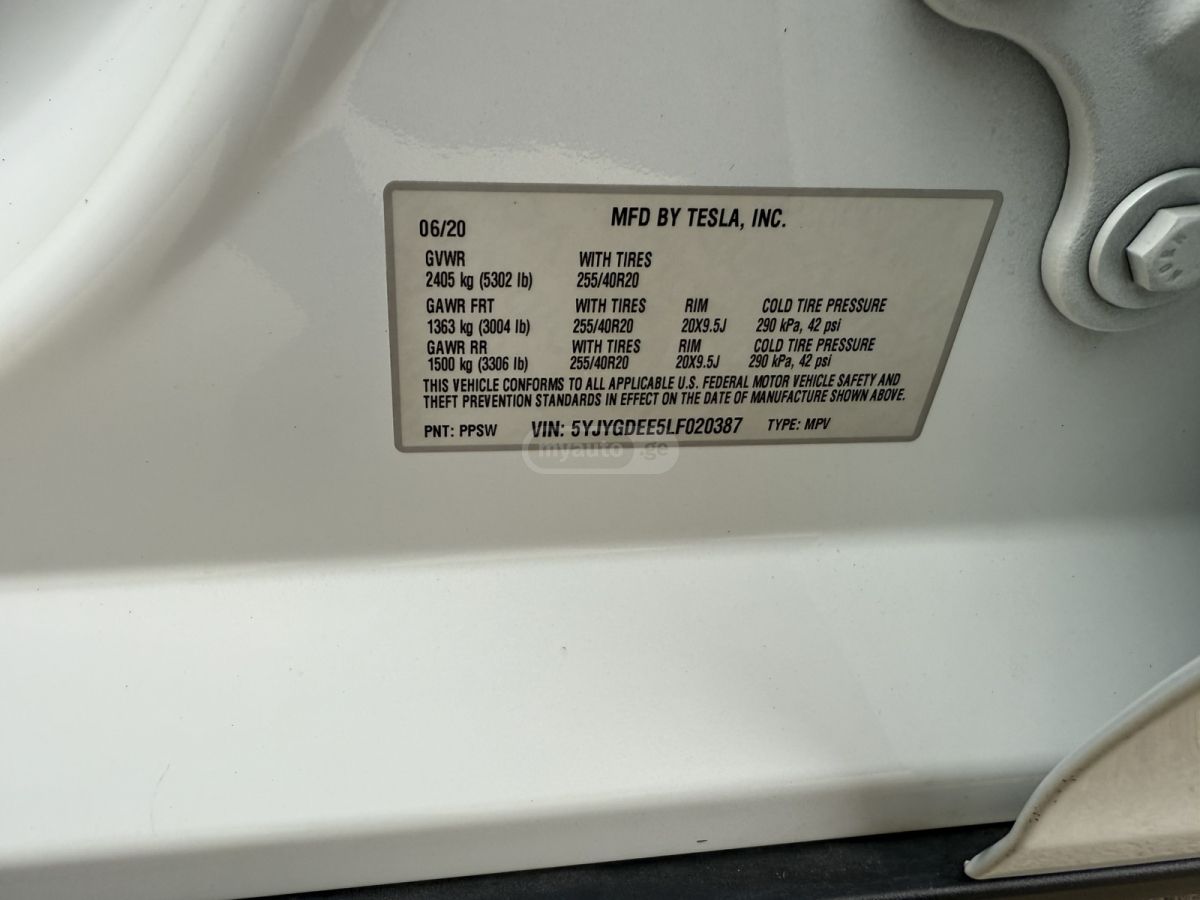 06/20 MFD BY TESLA, INC.
GVWR WITH TIRES
2405 kg (5302 lb) 255/40R20
GAWR FRT WITH TIRES RIM COLD TIRE PRESSURE
1363 kg (3004 lb) 255/40R20 20X9.5J 290 kPa, 42 psi
GAWR RR WITH TIRES RIM COLD TIRE PRESSURE
1500 kg (3306 lb) 255/40R20 20X9.5J 290 kPa, 42 psi
THIS VEHICLE CONFORMS TO ALL APPLICABLE U.S. FEDERAL MOTOR VEHICLE SAFETY AND
THEFT PREVENTION STANDARDS IN EFFECT ON THE DATE OF MANUFACTURE SHOWN ABOVE.
PNT: PPSW VIN: 5YJYGDEE5LF020387 TYPE: MPV
myauto.ge